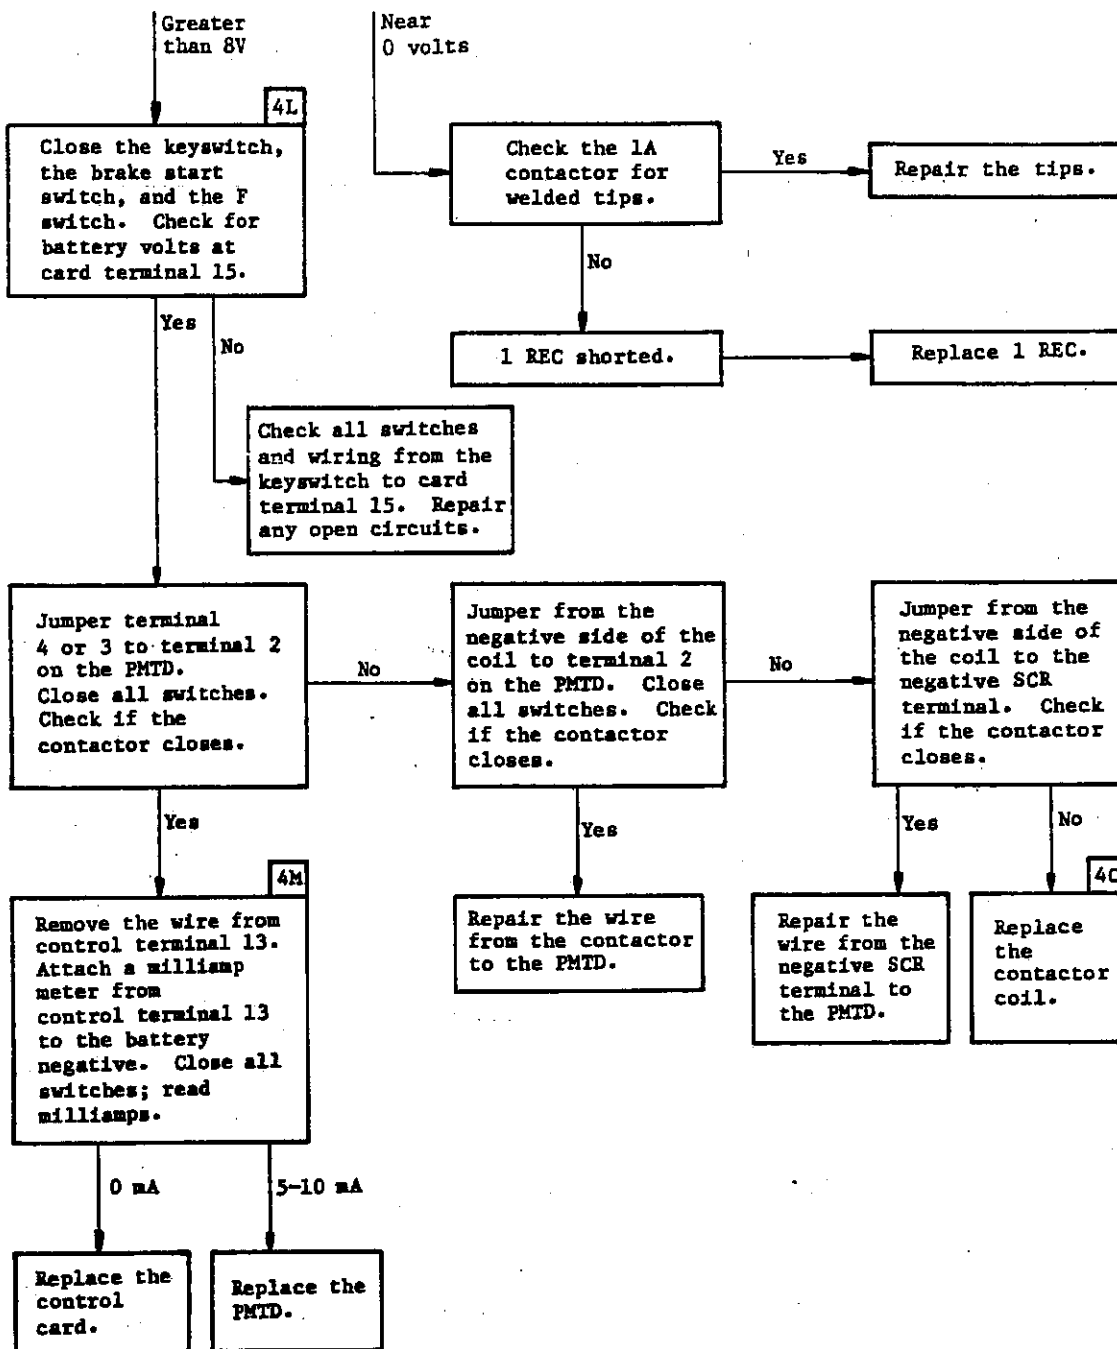 Greater
than 8V
Near
0 volts
4L
Close the keyswitch,
the brake start
switch, and the F
switch. Check for
battery volts at
card terminal 15.
Check the 1A
contactor for
welded tips.
Yes
Repair the tips.
No
1 REC shorted.
Replace 1 REC.
Yes
No
Check all switches
and wiring from the
keyswitch to card
terminal 15. Repair
any open circuits.
Jumper terminal
4 or 3 to terminal 2
on the PMTD.
Close all switches.
Check if the
contactor closes.
No
Jumper from the
negative side of the
coil to terminal 2
on the PMTD. Close
all switches. Check
if the contactor
closes.
No
Jumper from the
negative side of
the coil to the
negative SCR
terminal. Check
if the contactor
closes.
Yes
Yes
Yes
No
4M
Remove the wire from
control terminal 13.
Attach a milliamp
meter from
control terminal 13
to the battery
negative. Close all
switches; read
milliamps.
Repair the wire
from the contactor
to the PMTD.
Repair the
wire from the
negative SCR
terminal to
the PMTD.
Replace
the
contactor
coil.
0 mA
5-10 mA
Replace the
control
card.
Replace the
PMTD.